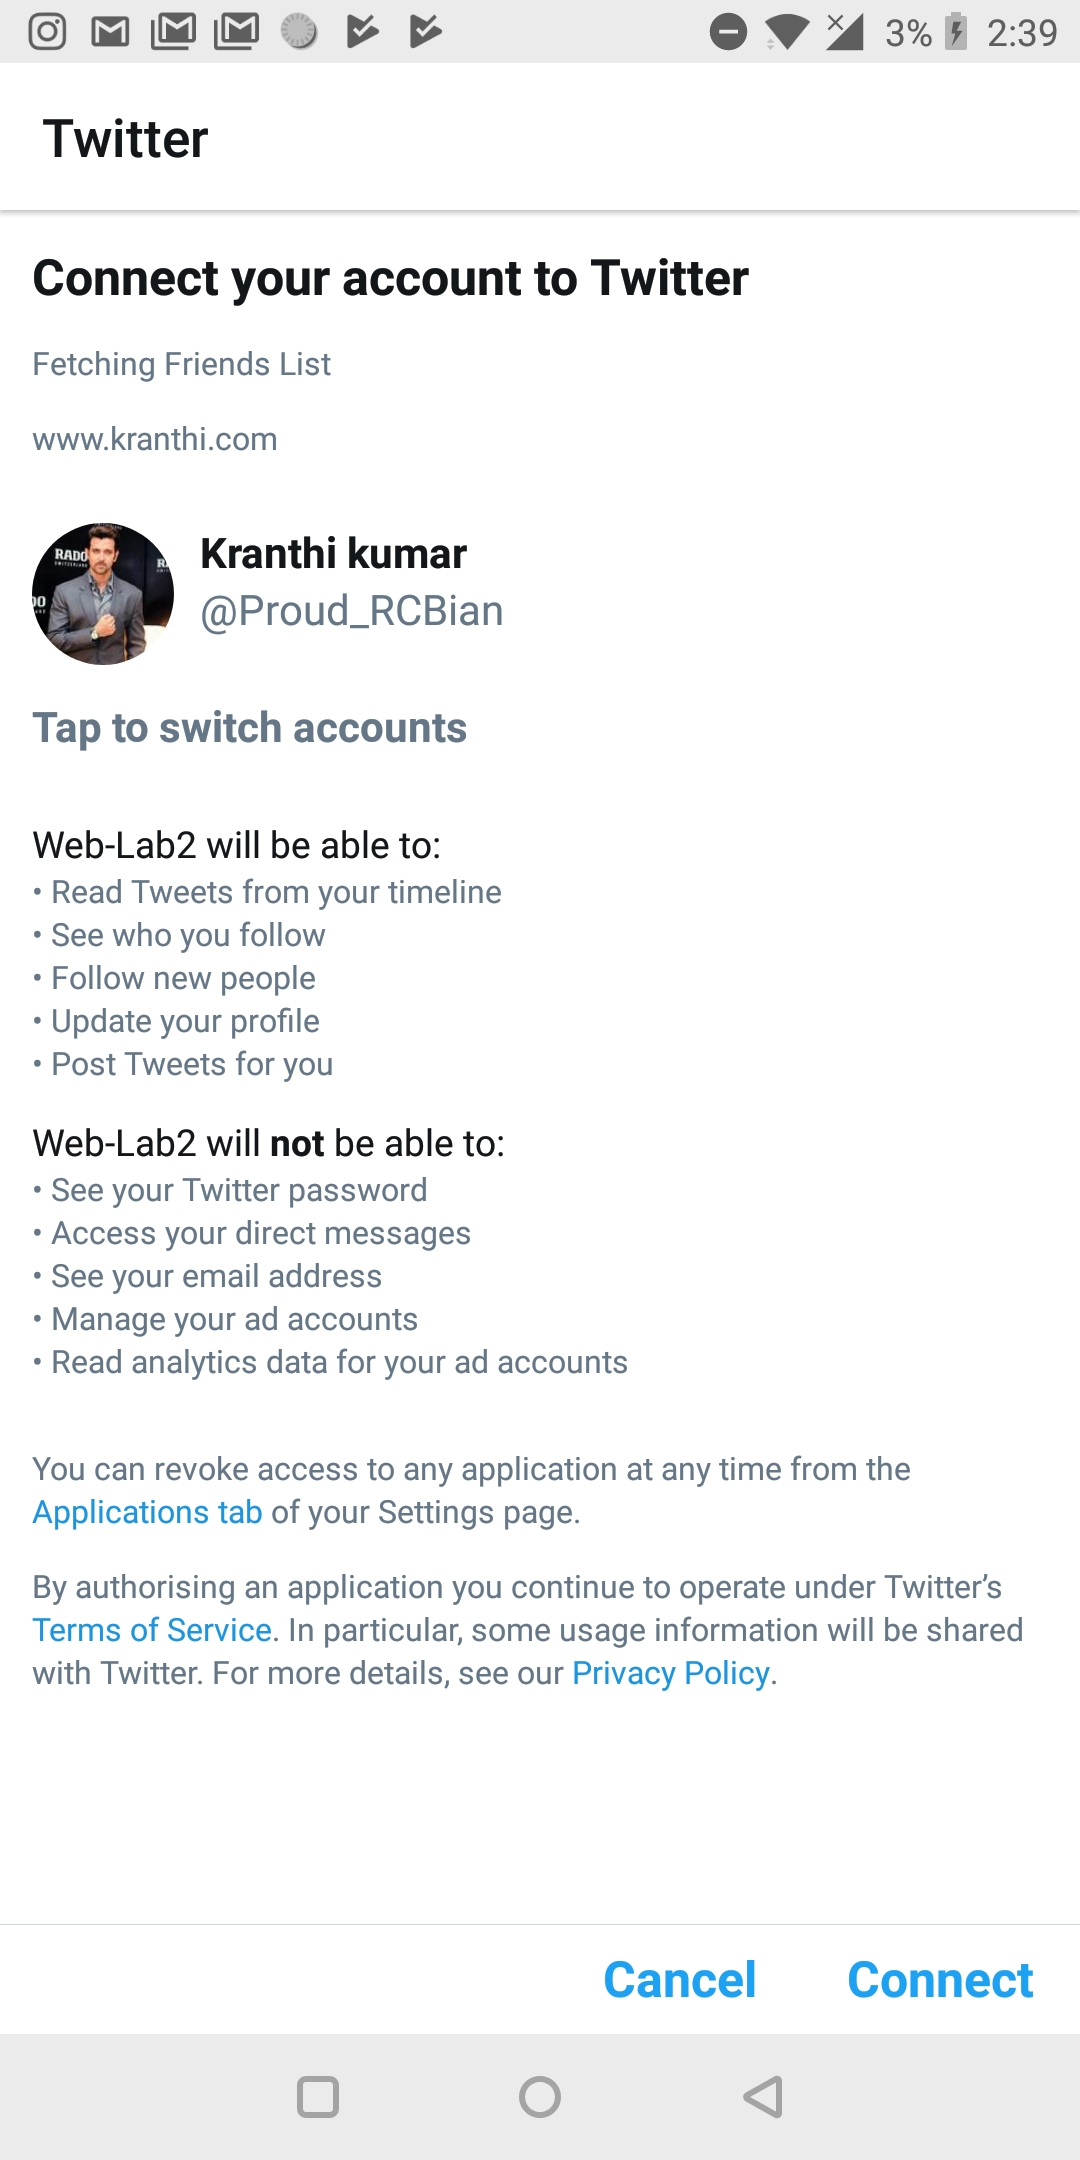 3% 2:39
Twitter
Connect your account to Twitter
Fetching Friends List
www.kranthi.com
RADO
Kranthi kumar
@Proud_RCBian
Tap to switch accounts
Web-Lab2 will be able to:
• Read Tweets from your timeline
• See who you follow
• Follow new people
• Update your profile
• Post Tweets for you
Web-Lab2 will not be able to:
• See your Twitter password
• Access your direct messages
• See your email address
• Manage your ad accounts
• Read analytics data for your ad accounts
You can revoke access to any application at any time from the
Applications tab of your Settings page.
By authorising an application you continue to operate under Twitter’s
Terms of Service. In particular, some usage information will be shared
with Twitter. For more details, see our Privacy Policy.
Cancel Connect